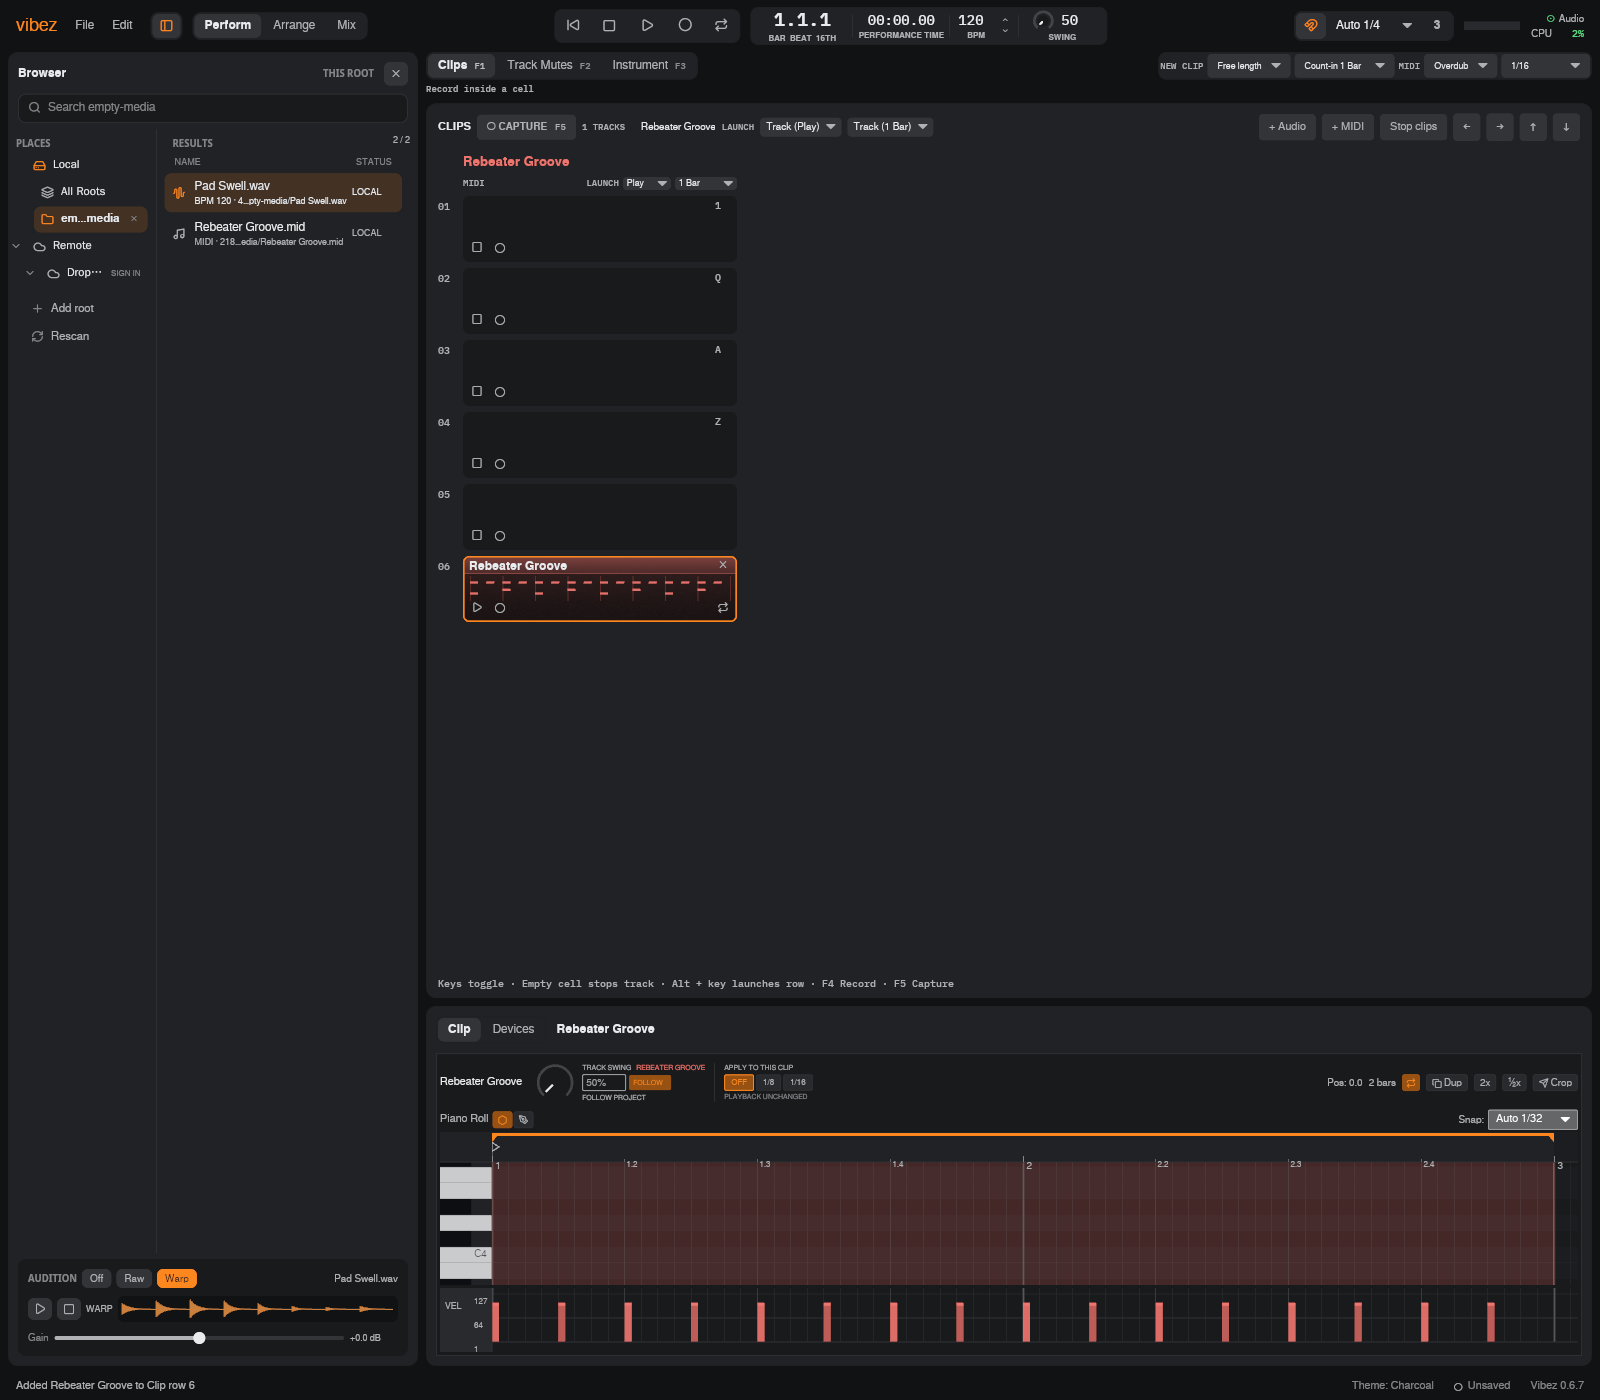 vibez File Edit Perform Arrange Mix
1.1.1 00:00.00 120 50
BAR BEAT 16TH PERFORMANCE TIME BPM SWING
Auto 1/4 3 Audio
CPU 2%
Browser THIS ROOT
Search empty-media
PLACES
Local
All Roots
em...media
Remote
Drop··· SIGN IN
Add root
Rescan
RESULTS 2 / 2
NAME STATUS
Pad Swell.wav LOCAL
BPM 120 · 4...pty-media/Pad Swell.wav
Rebeater Groove.mid LOCAL
MIDI · 218...edia/Rebeater Groove.mid
AUDITION Off Raw Warp Pad Swell.wav
WARP
Gain +0.0 dB
Clips F1 Track Mutes F2 Instrument F3
NEW CLIP Free length Count-in 1 Bar MIDI Overdub 1/16
Record inside a cell
CLIPS CAPTURE F5 1 TRACKS Rebeater Groove LAUNCH Track (Play) Track (1 Bar)
+ Audio + MIDI Stop clips ← → ↑ ↓
Rebeater Groove
MIDI LAUNCH Play 1 Bar
01 1
02 Q
03 A
04 Z
05
06 Rebeater Groove
Keys toggle · Empty cell stops track · Alt + key launches row · F4 Record · F5 Capture
Clip Devices Rebeater Groove
Rebeater Groove
TRACK SWING REBEATER GROOVE
50% FOLLOW
FOLLOW PROJECT
APPLY TO THIS CLIP
OFF 1/8 1/16
PLAYBACK UNCHANGED
Pos: 0.0 2 bars Dup 2x ½x Crop
Piano Roll Snap: Auto 1/32
1 1.2 1.3 1.4 2 2.2 2.3 2.4 3
C4
VEL 127
64
1
Added Rebeater Groove to Clip row 6
Theme: Charcoal Unsaved Vibez 0.6.7